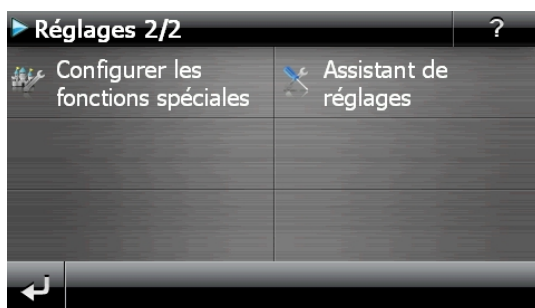 Réglages 2/2
?
Configurer les
fonctions spéciales
Assistant de
réglages